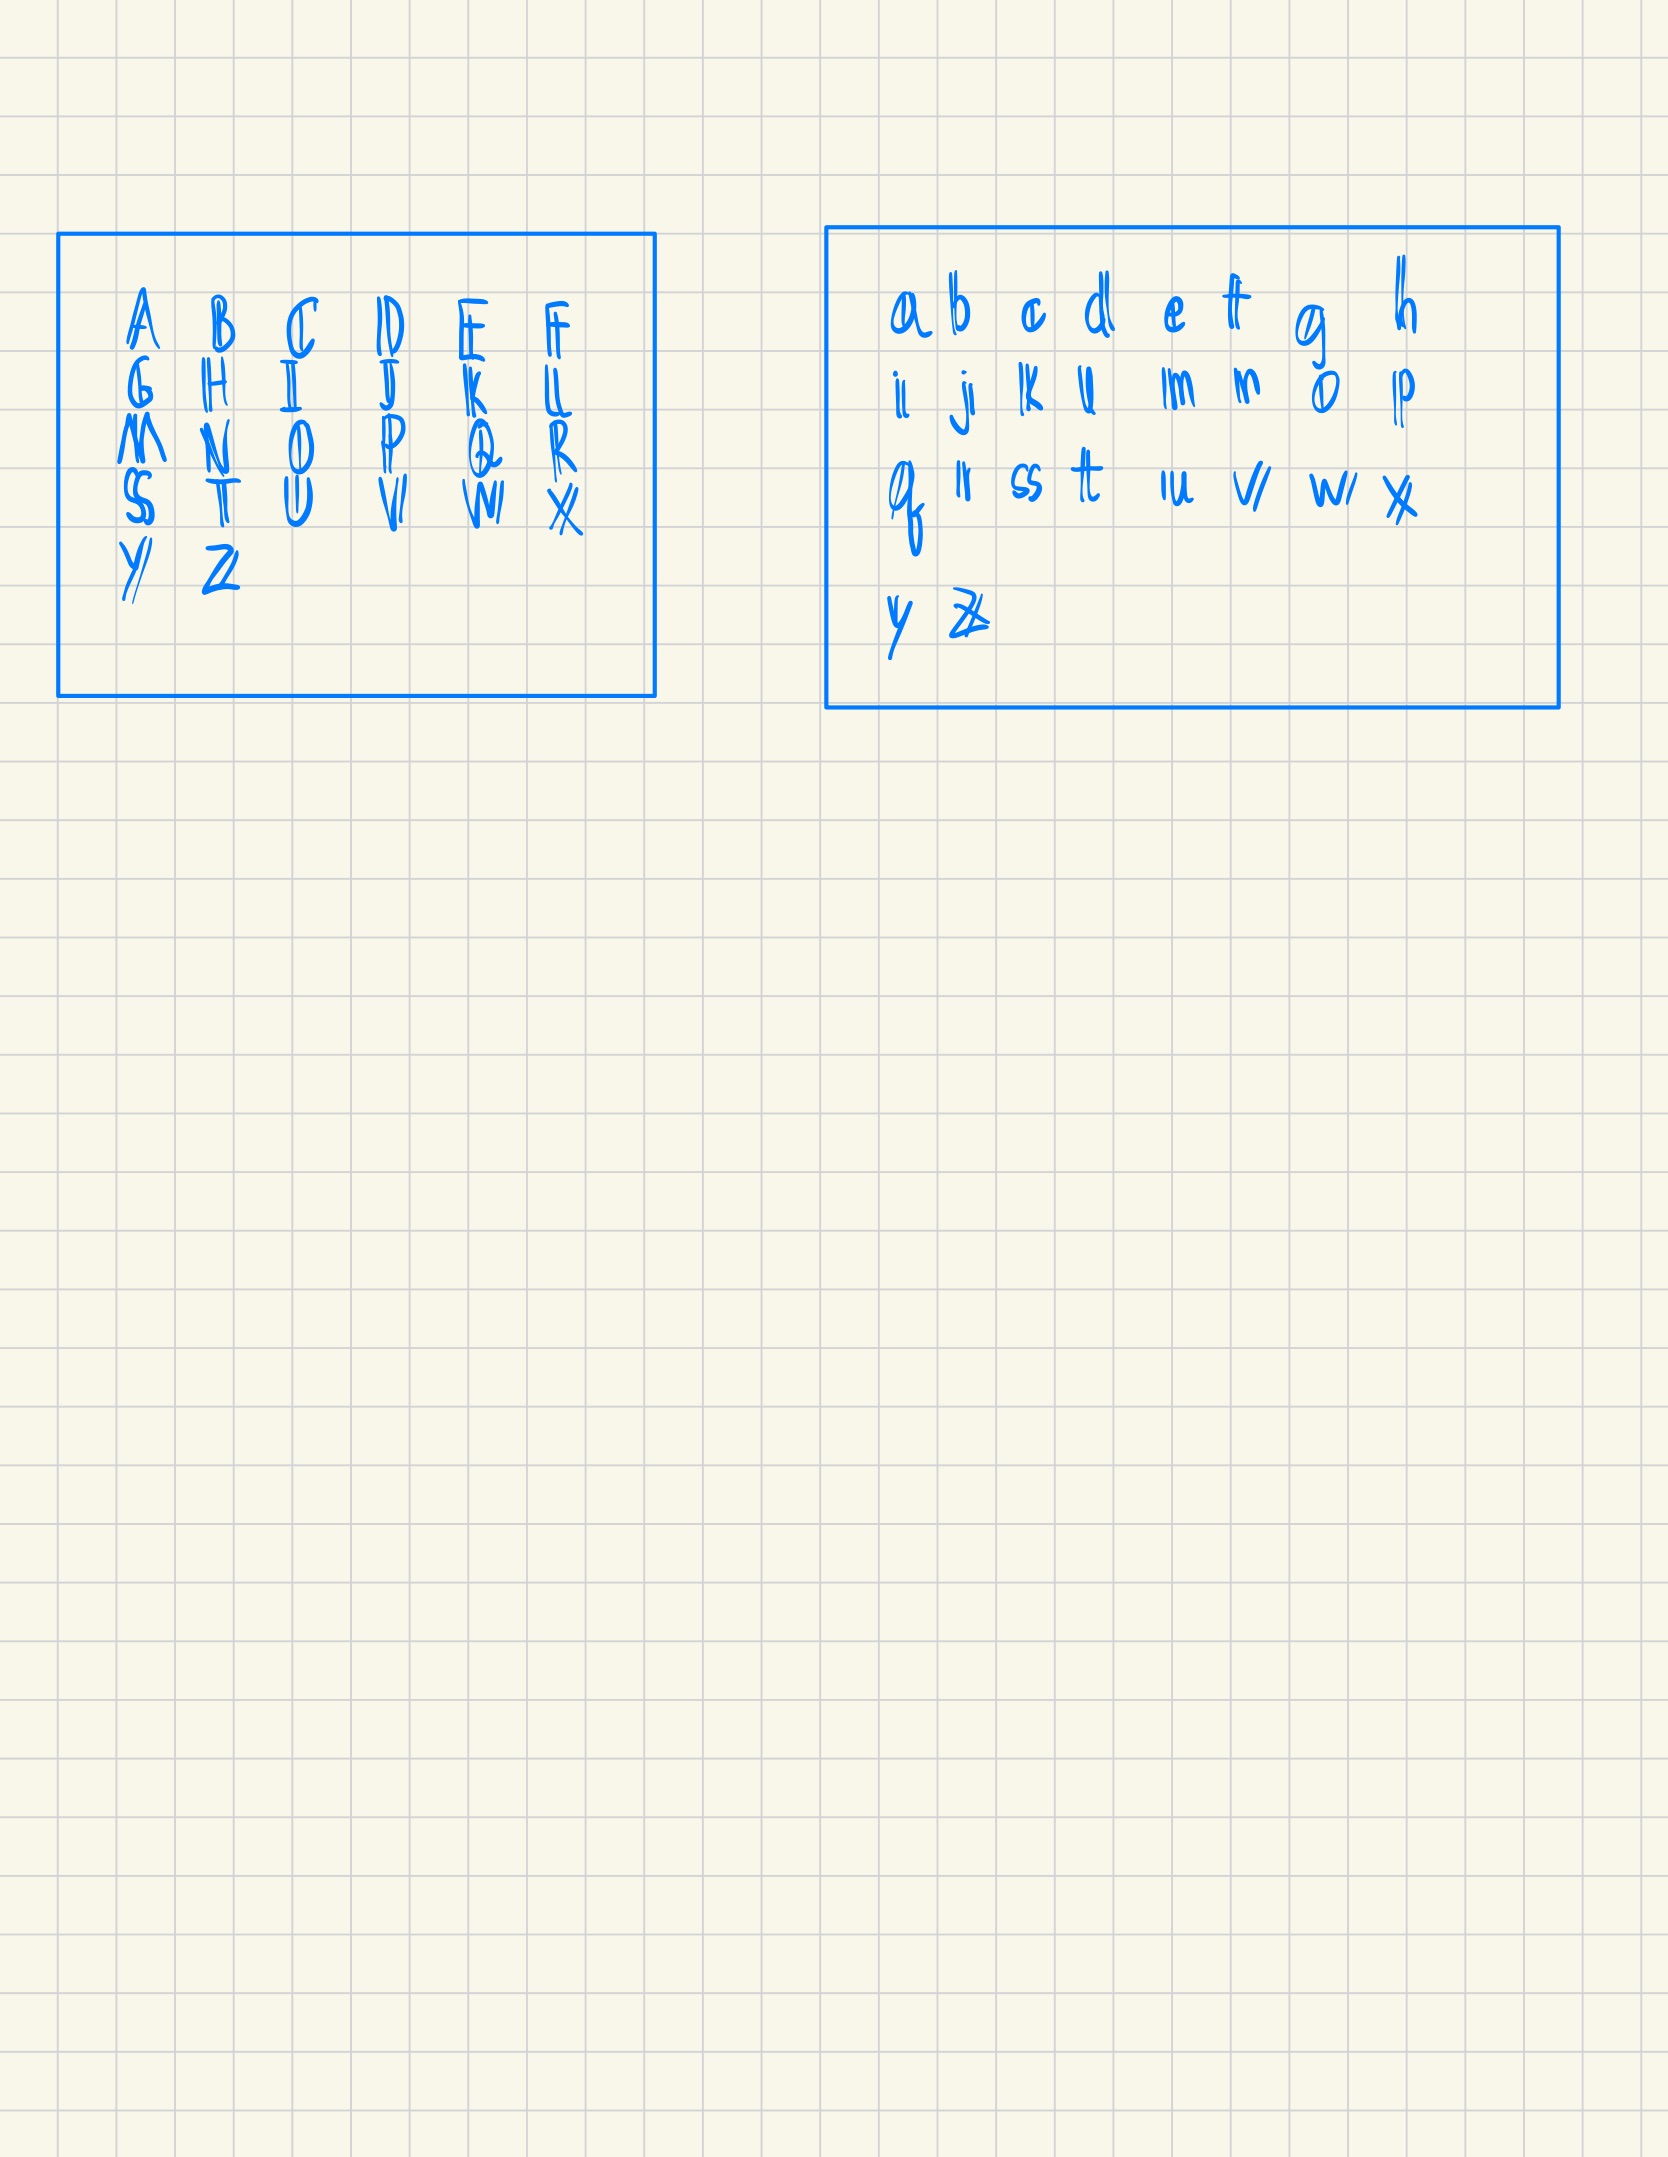 A B C D E F
G H I J K L
M N O P Q R
S T U V W X
Y Z
a b c d e f g h
i j k l m n o p
q r s t u v w x
y z